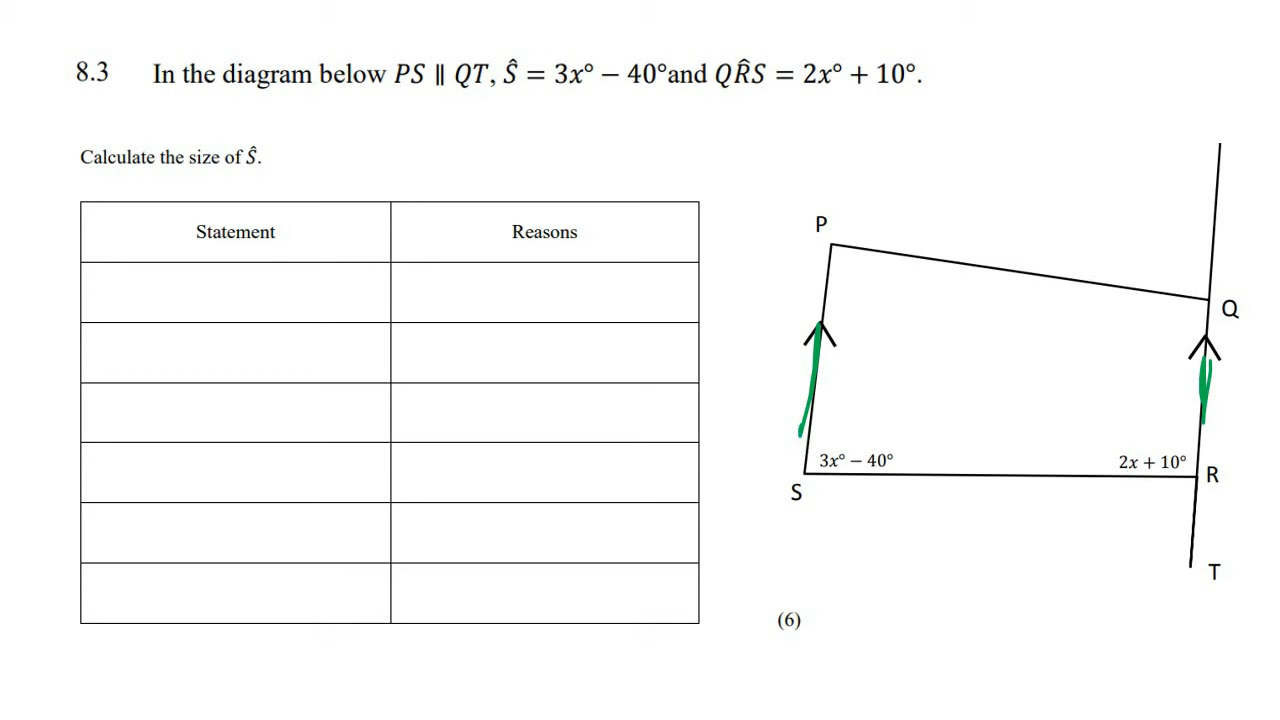 8.3 In the diagram below PS ∥ QT, Ŝ = 3x° − 40°and QR̂S = 2x° + 10°.
Calculate the size of Ŝ.
Statement Reasons
P
Q
3x° − 40° 2x + 10° R
S
T
(6)